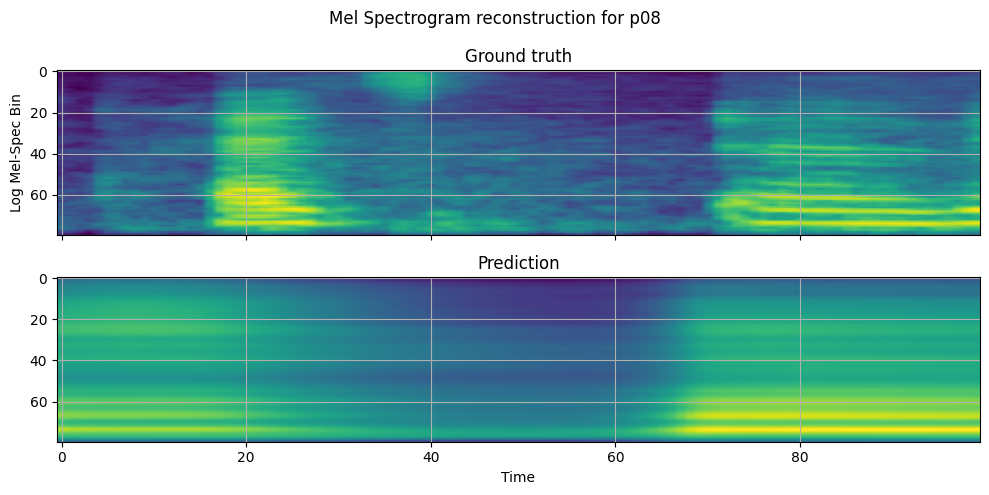 Mel Spectrogram reconstruction for p08
Ground truth
0
20
40
60
Log Mel-Spec Bin
Prediction
0
20
40
60
0 20 40 60 80
Time